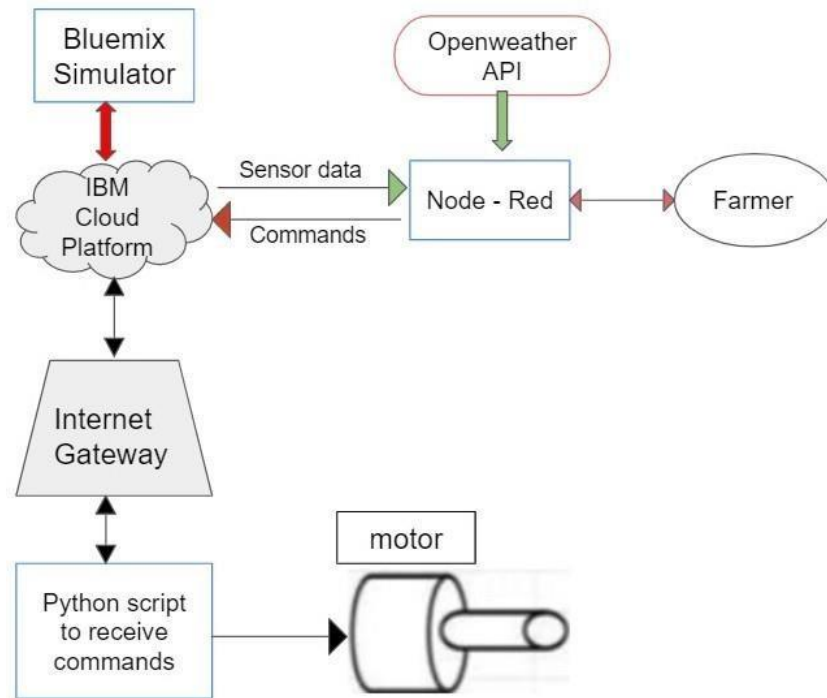 Bluemix
Simulator
Openweather
API
IBM
Cloud
Platform
Sensor data
Commands
Node - Red
Farmer
Internet
Gateway
motor
Python script
to receive
commands